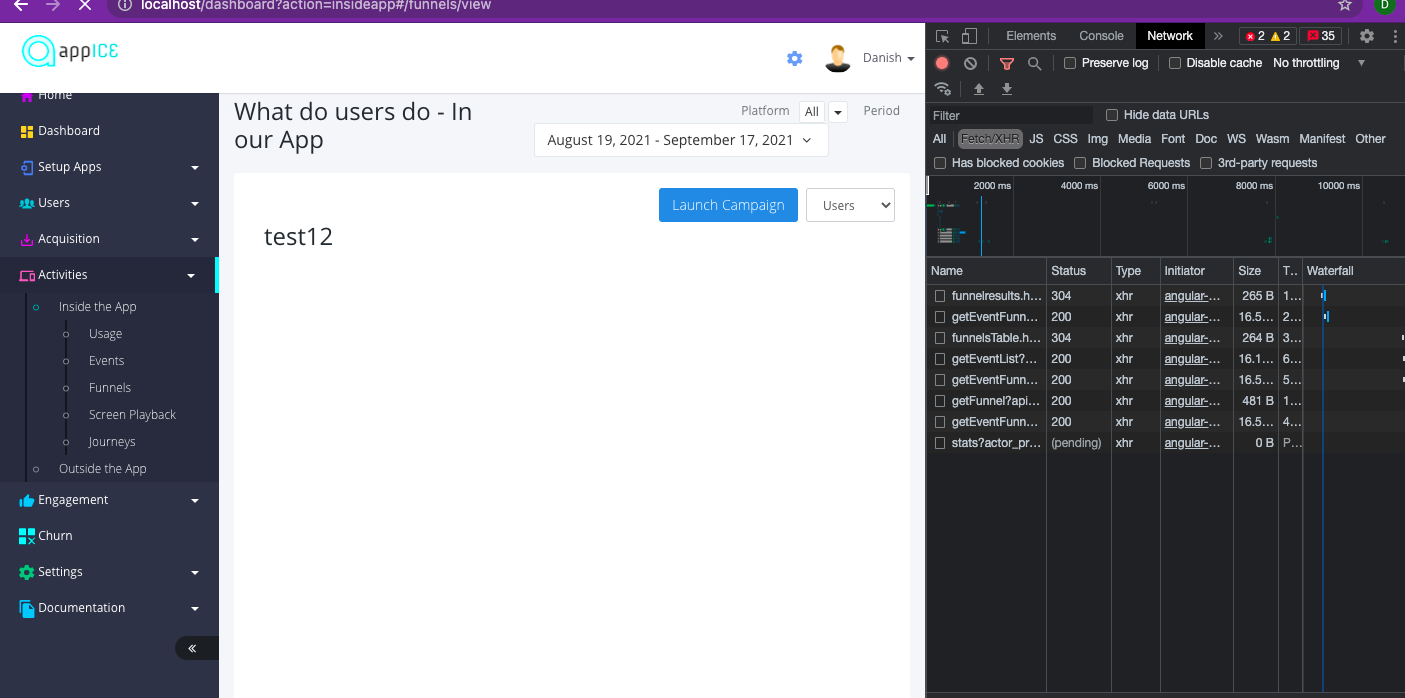 localhost/dashboard?action=insideapp#/funnels/view
D
appICE
Danish
Home
Dashboard
Setup Apps
Users
Acquisition
Activities
Inside the App
Usage
Events
Funnels
Screen Playback
Journeys
Outside the App
Engagement
Churn
Settings
Documentation
What do users do - In
our App
Platform All Period
August 19, 2021 - September 17, 2021
Launch Campaign Users
test12
Elements Console Network 2 2 35
Preserve log Disable cache No throttling
Filter Hide data URLs
All Fetch/XHR JS CSS Img Media Font Doc WS Wasm Manifest Other
Has blocked cookies Blocked Requests 3rd-party requests
2000 ms 4000 ms 6000 ms 8000 ms 10000 ms
Name Status Type Initiator Size T.. Waterfall
funnelresults.h... 304 xhr angular-... 265 B 1...
getEventFunn... 200 xhr angular-... 16.5... 2...
funnelsTable.h... 304 xhr angular-... 264 B 3...
getEventList?... 200 xhr angular-... 16.1... 6...
getEventFunn... 200 xhr angular-... 16.5... 5...
getFunnel?api... 200 xhr angular-... 481 B 1...
getEventFunn... 200 xhr angular-... 16.5... 4...
stats?actor_pr... (pending) xhr angular-... 0 B P...